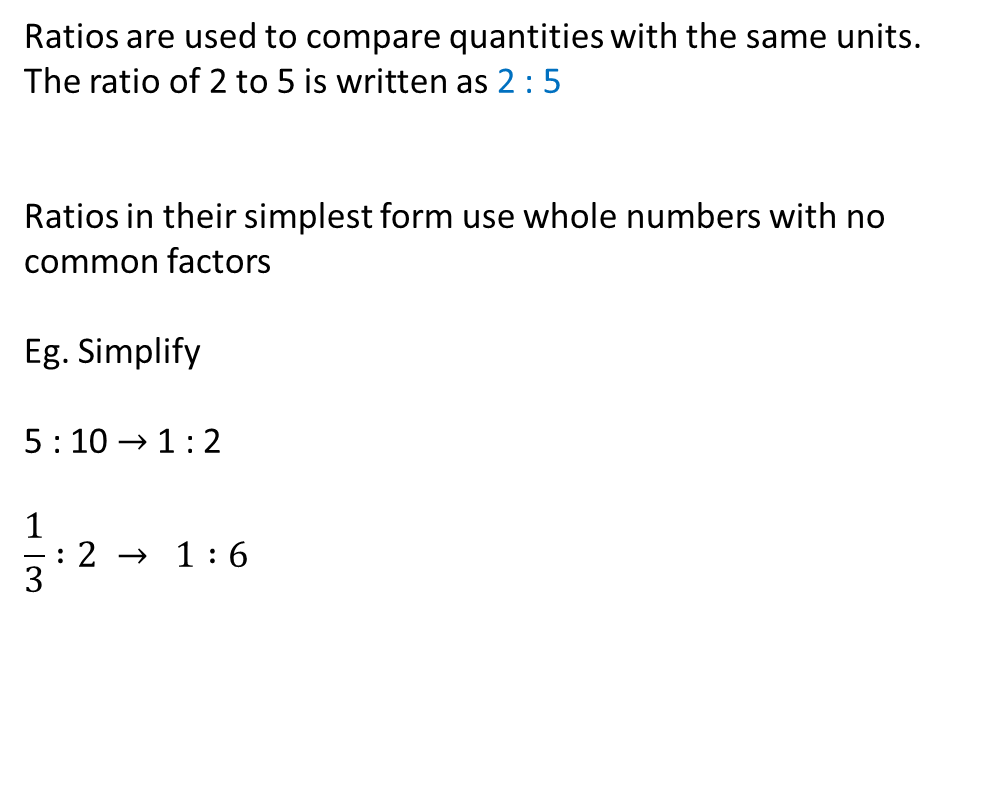 Ratios are used to compare quantities with the same units.
The ratio of 2 to 5 is written as 2 : 5
Ratios in their simplest form use whole numbers with no
common factors
Eg. Simplify
5 : 10 → 1 : 2
1/3 : 2 → 1 : 6